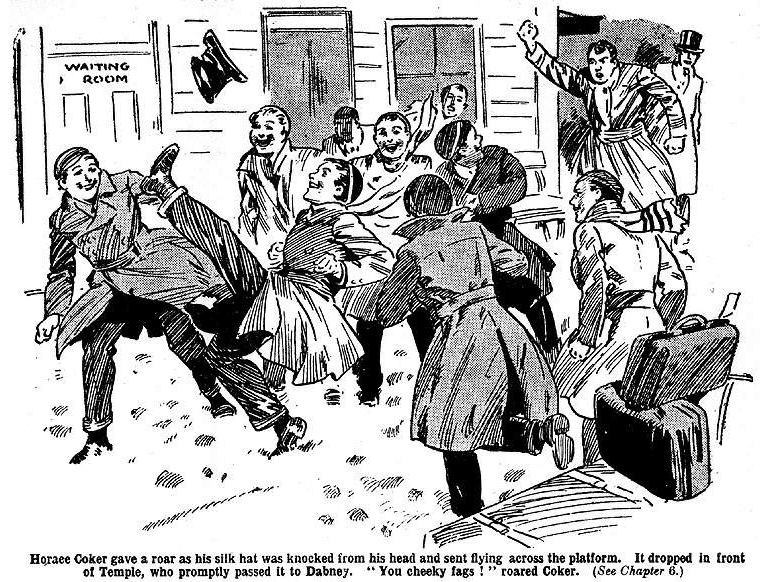 WAITING
ROOM
Horace Coker gave a roar as his silk hat was knocked from his head and sent flying across the platform. It dropped in front
of Temple, who promptly passed it to Dabney. "You cheeky fags!" roared Coker. (See Chapter 6.)